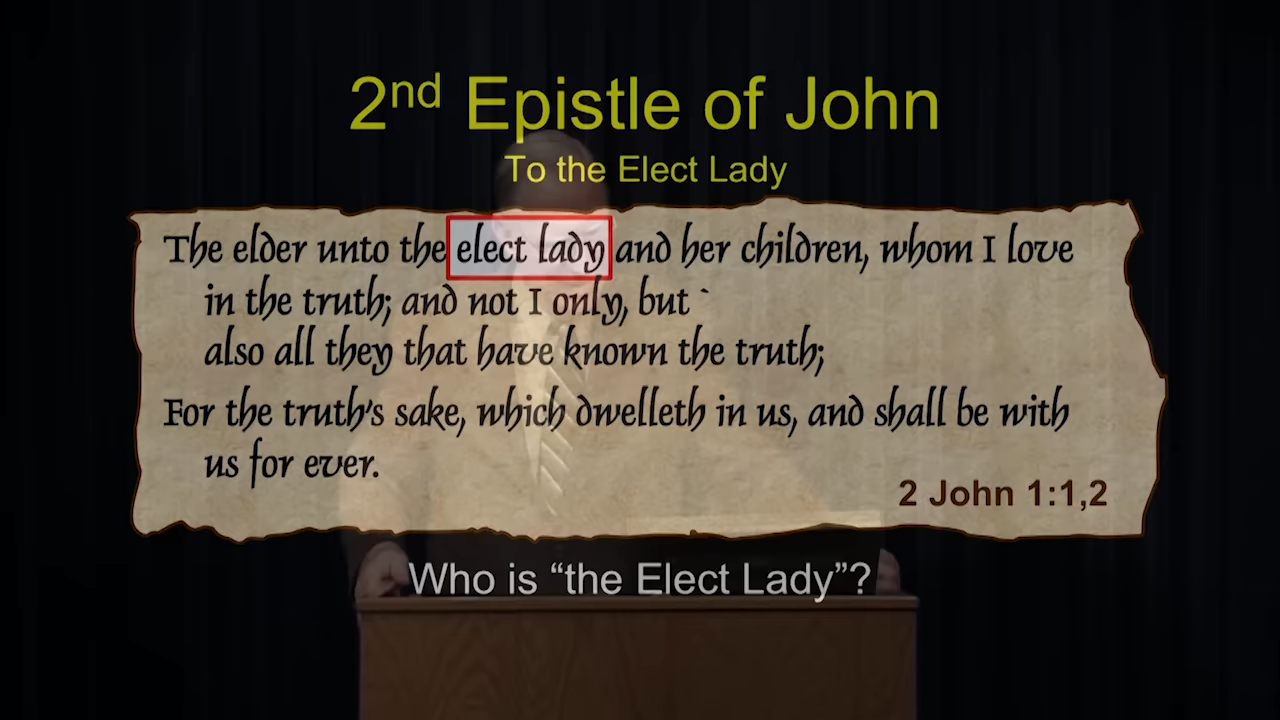 2nd Epistle of John
To the Elect Lady
The elder unto the elect lady and her children, whom I love
in the truth; and not I only, but `
also all they that have known the truth;
For the truth's sake, which dwelleth in us, and shall be with
us for ever.
2 John 1:1,2
Who is “the Elect Lady”?